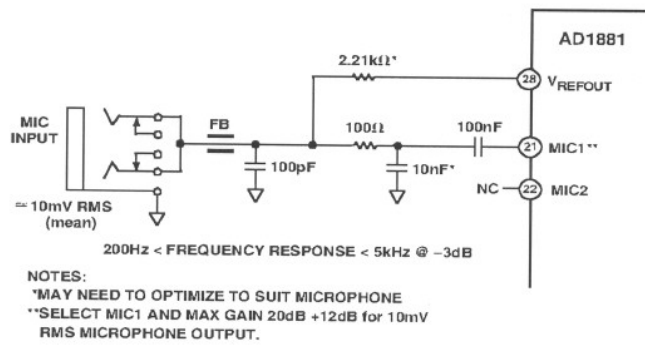 AD1881
2.21kΩ*
28 VREFOUT
MIC INPUT
FB
100Ω
100nF
21 MIC1**
100pF
10nF*
NC 22 MIC2
≅ 10mV RMS
(mean)
200Hz < FREQUENCY RESPONSE < 5kHz @ –3dB
NOTES:
*MAY NEED TO OPTIMIZE TO SUIT MICROPHONE
**SELECT MIC1 AND MAX GAIN 20dB +12dB for 10mV
RMS MICROPHONE OUTPUT.